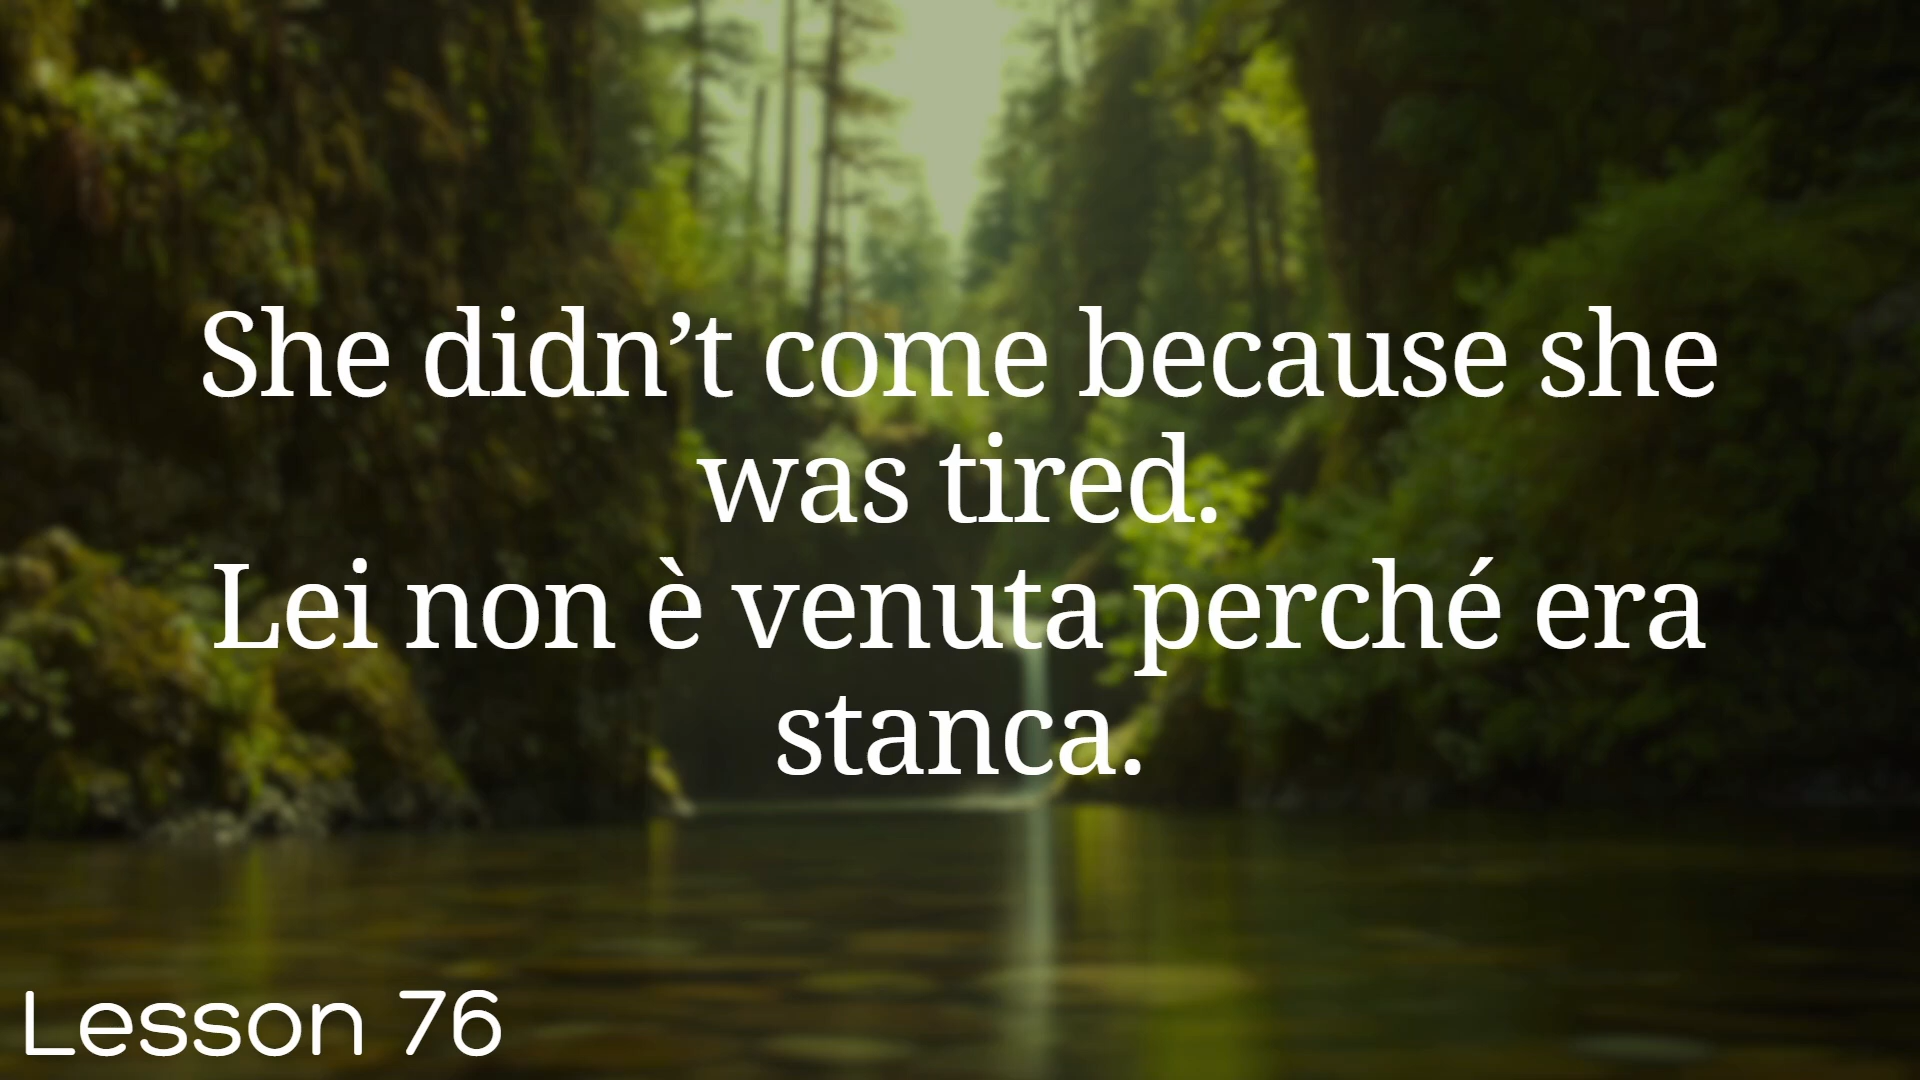 She didn’t come because she
was tired.
Lei non è venuta perché era
stanca.
Lesson 76